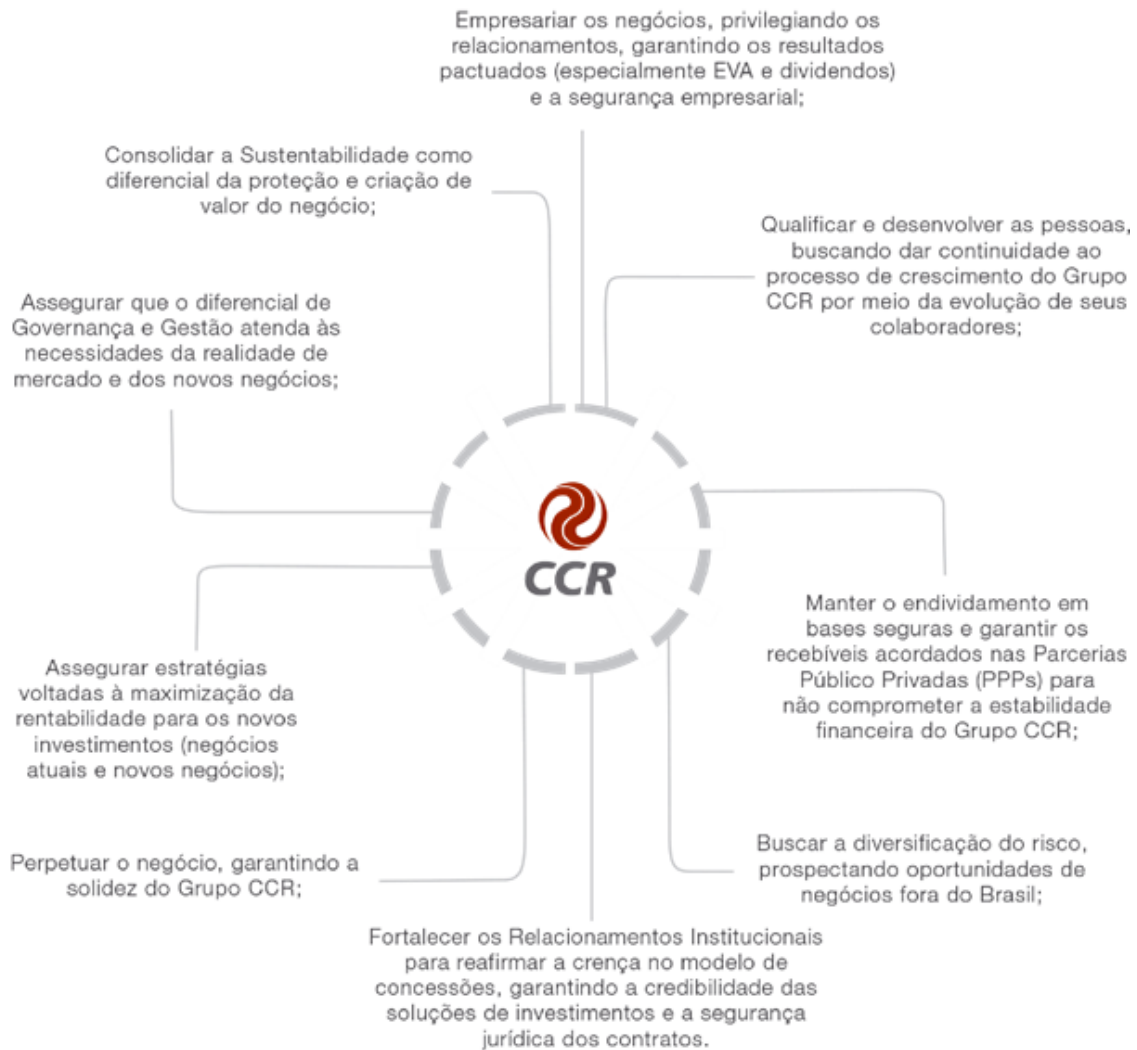 Empresariar os negócios, privilegiando os
relacionamentos, garantindo os resultados
pactuados (especialmente EVA e dividendos)
e a segurança empresarial;
Consolidar a Sustentabilidade como
diferencial da proteção e criação de
valor do negócio;
Qualificar e desenvolver as pessoas,
buscando dar continuidade ao
processo de crescimento do Grupo
CCR por meio da evolução de seus
colaboradores;
Assegurar que o diferencial de
Governança e Gestão atenda às
necessidades da realidade de
mercado e dos novos negócios;
CCR
Manter o endividamento em
bases seguras e garantir os
recebíveis acordados nas Parcerias
Público Privadas (PPPs) para
não comprometer a estabilidade
financeira do Grupo CCR;
Assegurar estratégias
voltadas à maximização da
rentabilidade para os novos
investimentos (negócios
atuais e novos negócios);
Buscar a diversificação do risco,
prospectando oportunidades de
negócios fora do Brasil;
Perpetuar o negócio, garantindo a
solidez do Grupo CCR;
Fortalecer os Relacionamentos Institucionais
para reafirmar a crença no modelo de
concessões, garantindo a credibilidade das
soluções de investimentos e a segurança
jurídica dos contratos.